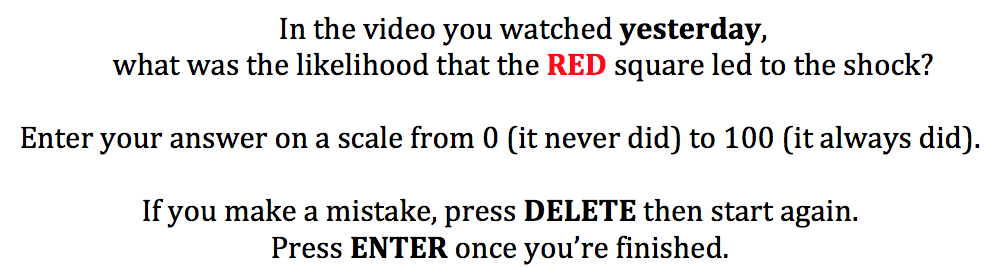 In the video you watched yesterday,
what was the likelihood that the RED square led to the shock?
Enter your answer on a scale from 0 (it never did) to 100 (it always did).
If you make a mistake, press DELETE then start again.
Press ENTER once you’re finished.